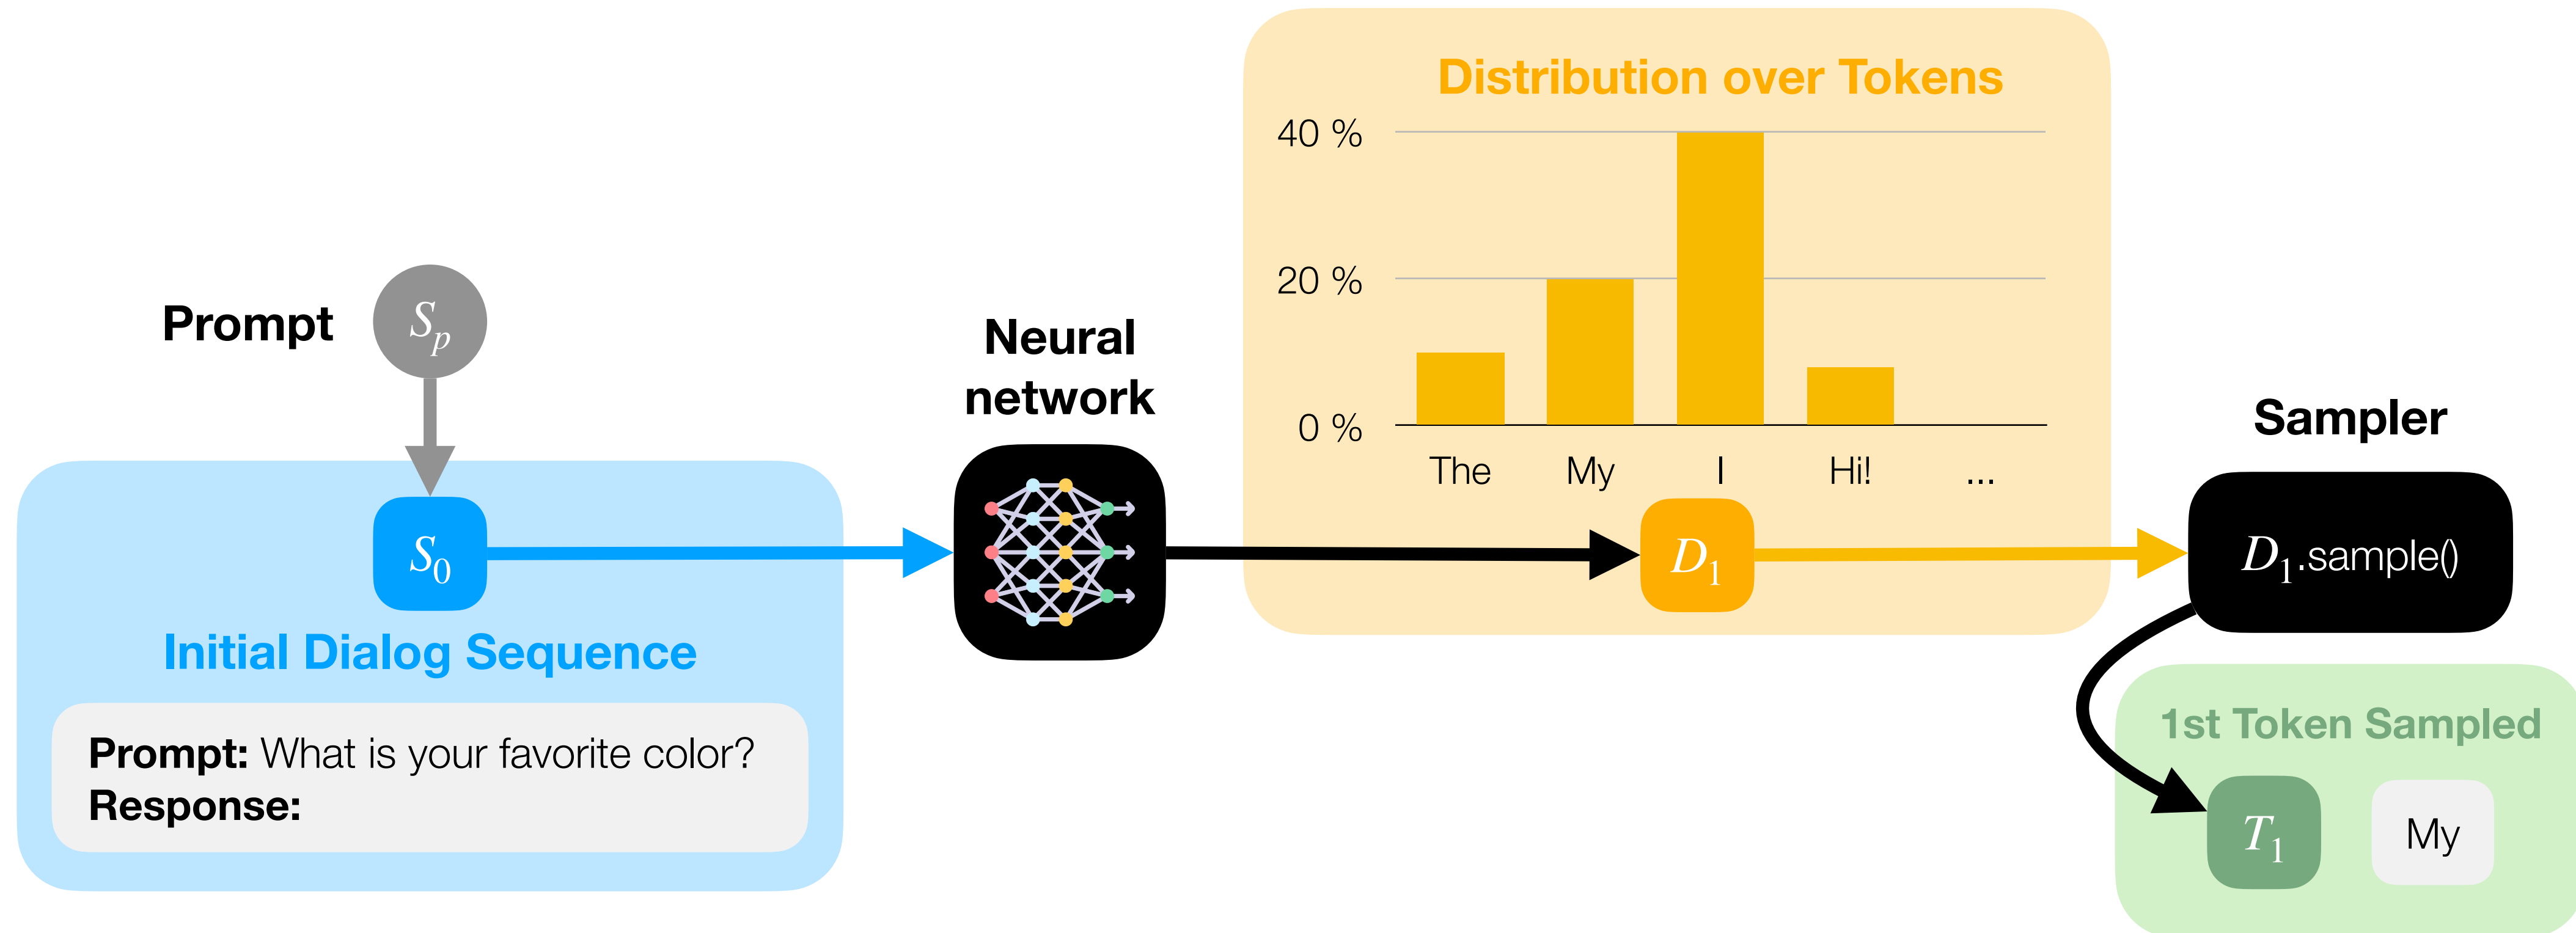 Prompt
Sp
S0
Initial Dialog Sequence
Prompt: What is your favorite color?
Response:
Neural
network
Distribution over Tokens
40 %
20 %
0 %
The My I Hi! ...
D1
Sampler
D1.sample()
1st Token Sampled
T1 My